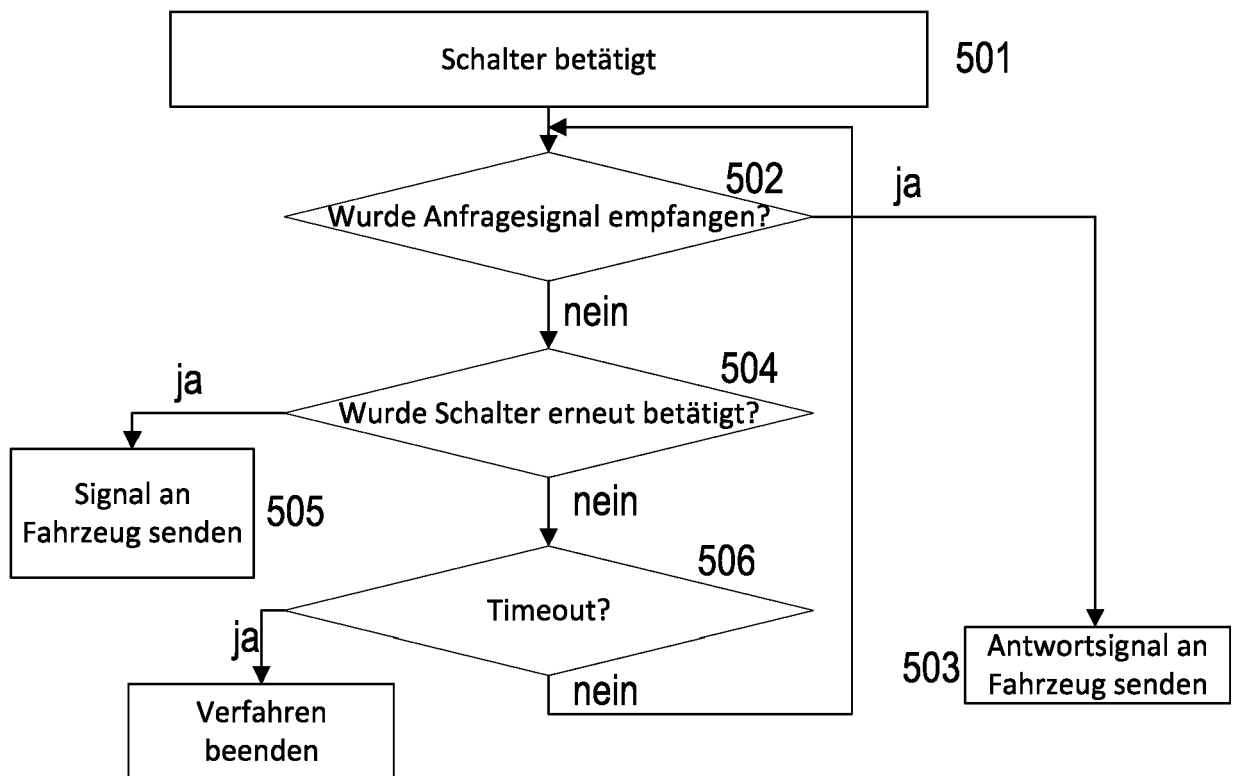 Schalter betätigt
501
502
ja
Wurde Anfragesignal empfangen?
nein
504
ja
Wurde Schalter erneut betätigt?
Signal an
Fahrzeug senden
505
nein
506
Timeout?
ja
nein
Verfahren
beenden
503
Antwortsignal an
Fahrzeug senden